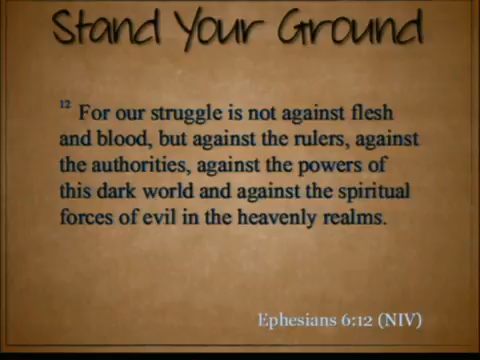 Stand Your Ground
12 For our struggle is not against flesh
and blood, but against the rulers, against
the authorities, against the powers of
this dark world and against the spiritual
forces of evil in the heavenly realms.
Ephesians 6:12 (NIV)